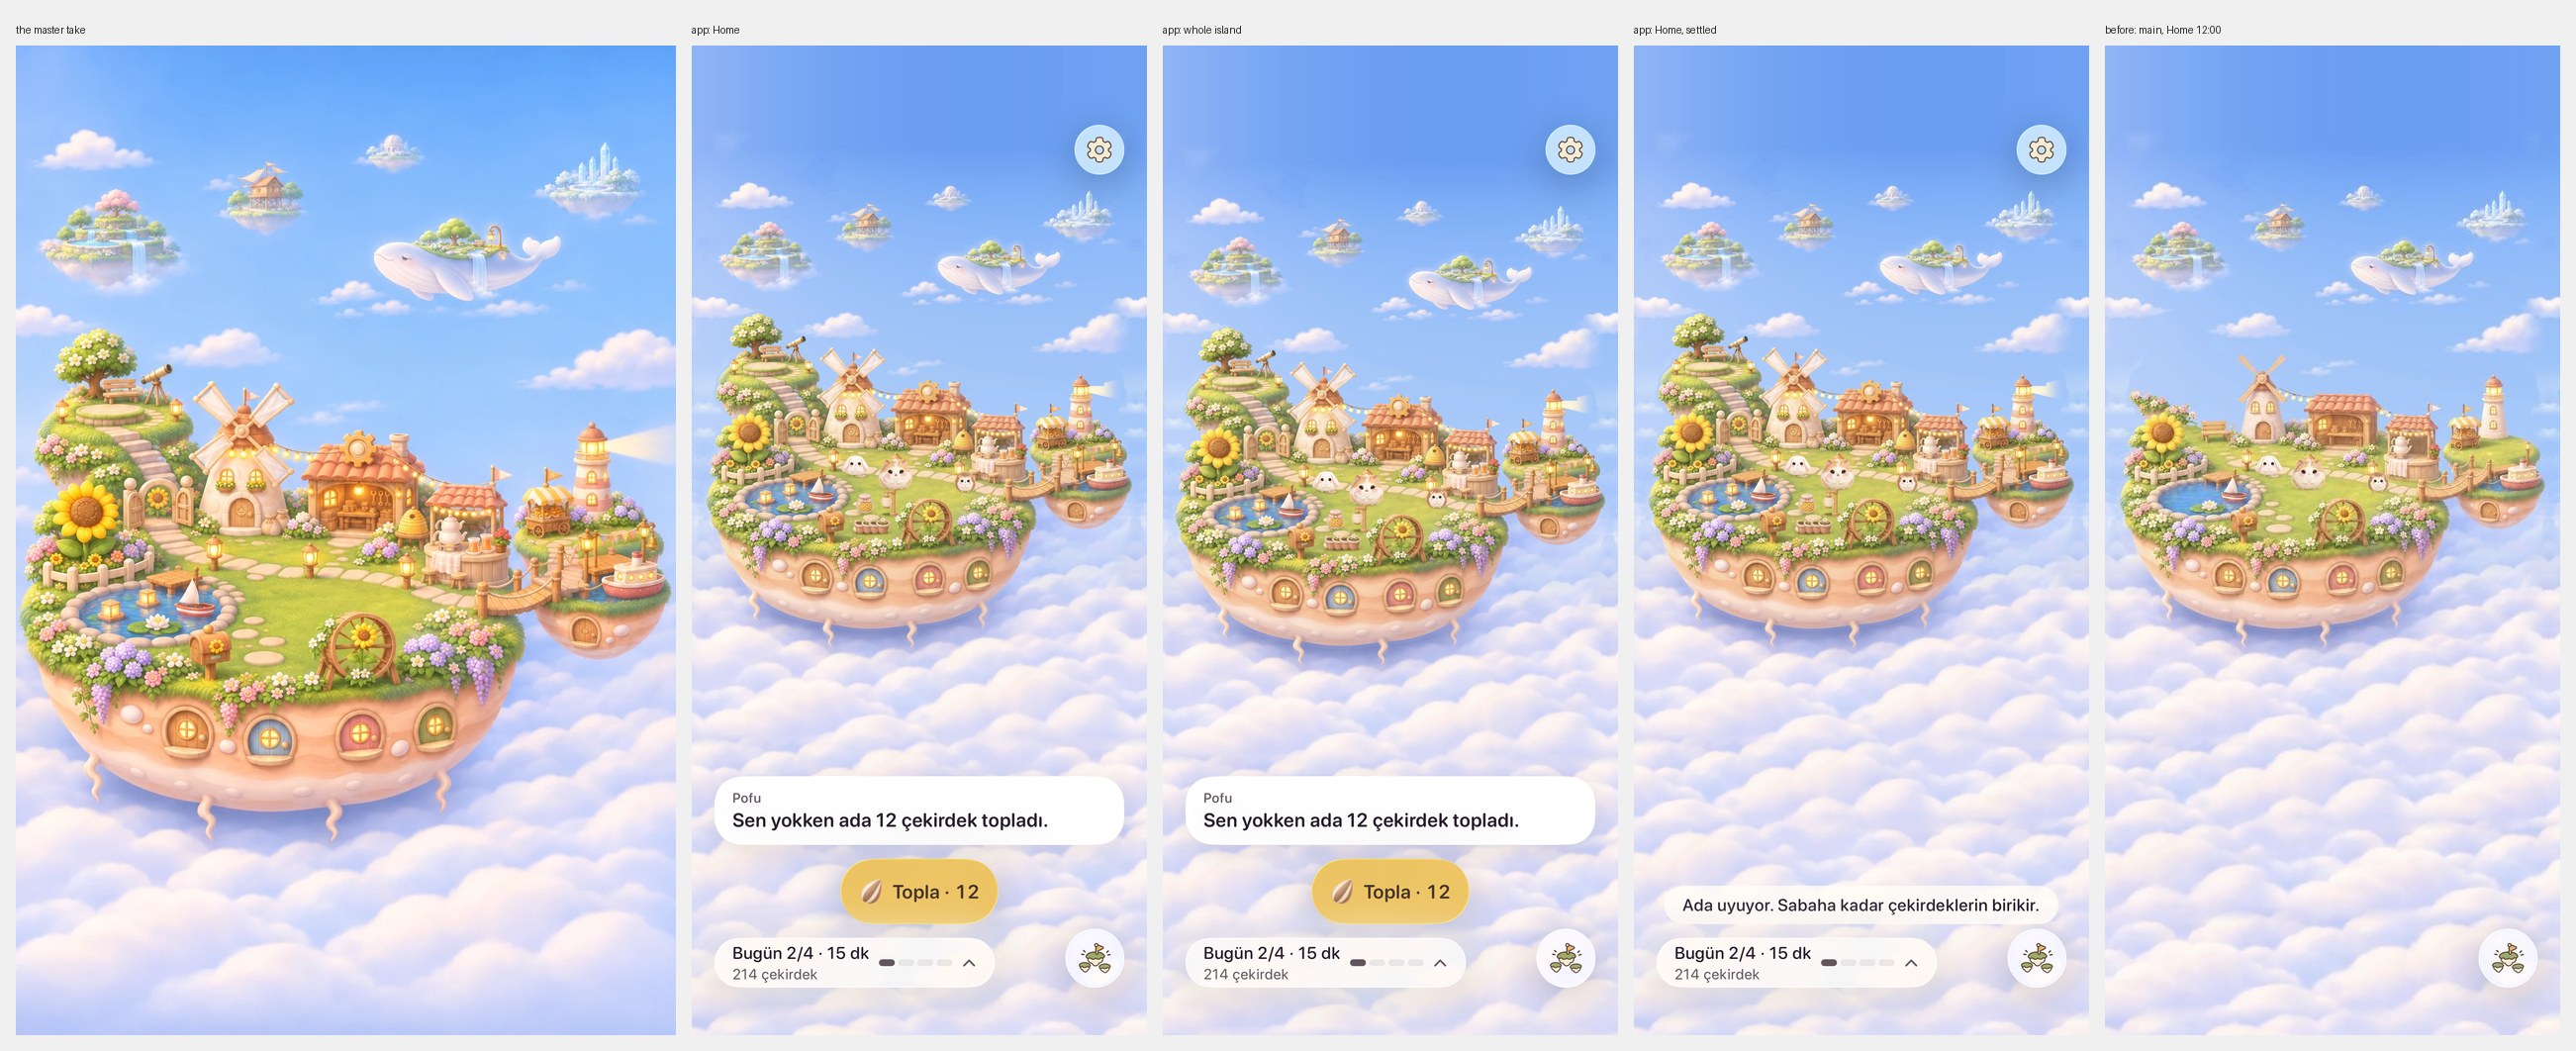 the master take
app: Home
app: whole island
app: Home, settled
before: main, Home 12:00
Pofu
Sen yokken ada 12 çekirdek topladı.
Topla · 12
Bugün 2/4 · 15 dk
214 çekirdek
Pofu
Sen yokken ada 12 çekirdek topladı.
Topla · 12
Bugün 2/4 · 15 dk
214 çekirdek
Ada uyuyor. Sabaha kadar çekirdeklerin birikir.
Bugün 2/4 · 15 dk
214 çekirdek